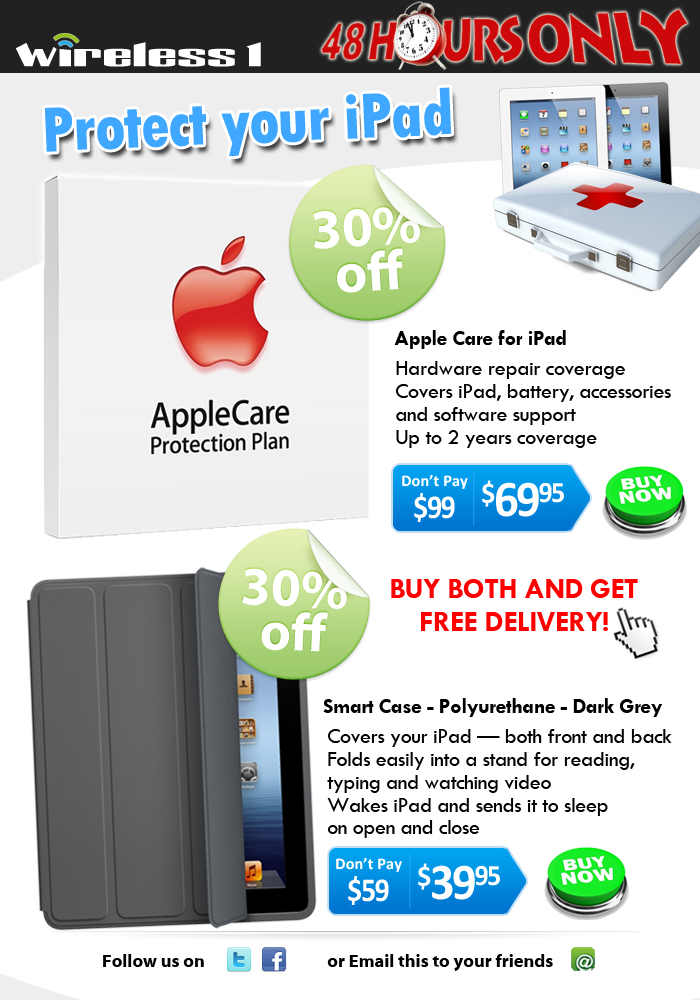 wireless 1
48 HOURS ONLY
Protect your iPad
30%
off
AppleCare
Protection Plan
Apple Care for iPad
Hardware repair coverage
Covers iPad, battery, accessories
and software support
Up to 2 years coverage
Don't Pay
$99
$69.95
BUY
NOW
30%
off
BUY BOTH AND GET
FREE DELIVERY!
Smart Case - Polyurethane - Dark Grey
Covers your iPad — both front and back
Folds easily into a stand for reading,
typing and watching video
Wakes iPad and sends it to sleep
on open and close
Don't Pay
$59
$39.95
BUY
NOW
Follow us on
or Email this to your friends